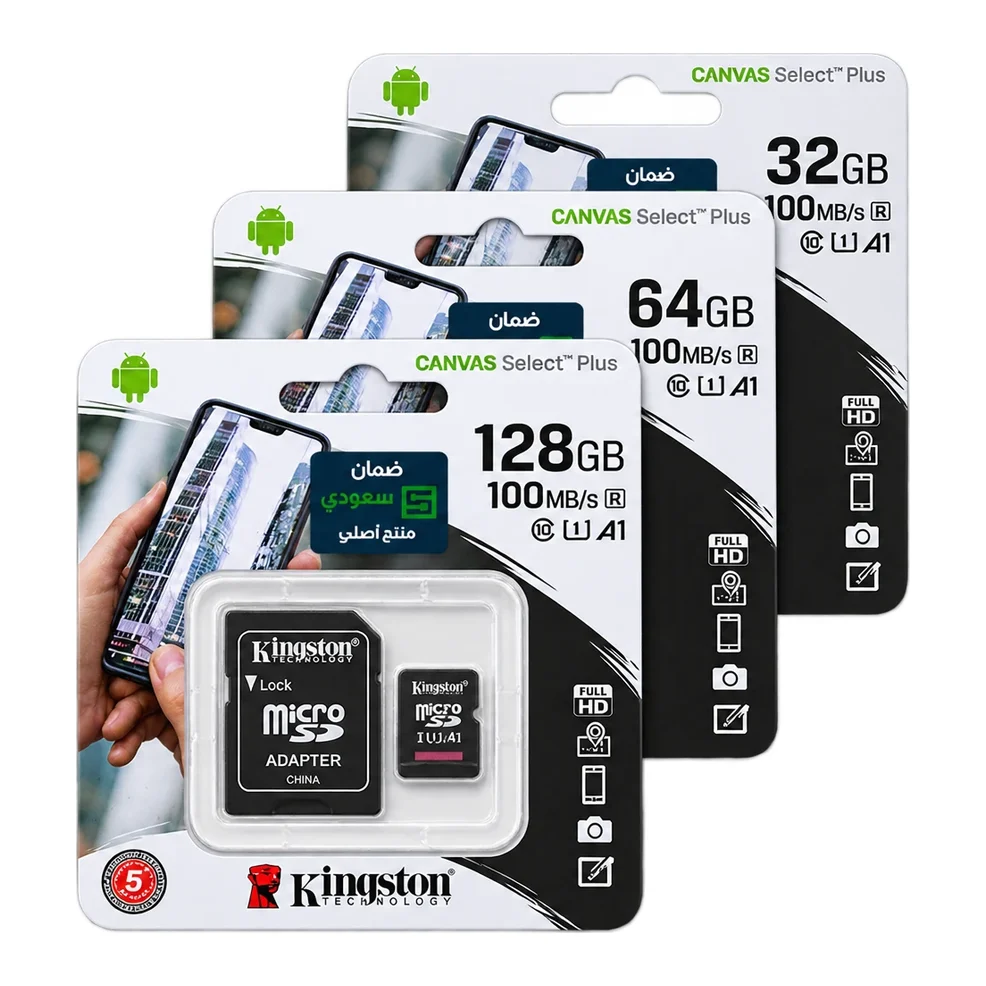 CANVAS Select™ Plus
32GB
ضمان
100MB/s R
10 1 A1
FULL
HD
CANVAS Select™ Plus
64GB
ضمان
100MB/s R
10 1 A1
FULL
HD
CANVAS Select™ Plus
128GB
100MB/s R
10 1 A1
ضمان
سعودي
منتج أصلي
Kingston®
TECHNOLOGY
Lock
micro
SD
ADAPTER
CHINA
Kingston®
micro
SD
A1
FULL
HD
5
Kingston®
TECHNOLOGY